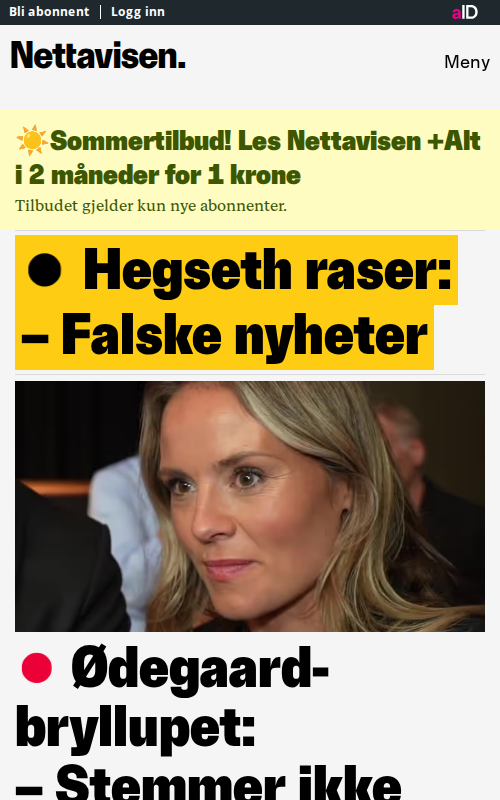 Bli abonnent
Logg inn
aID
Nettavisen.
Meny
Sommertilbud! Les Nettavisen +Alt
i 2 måneder for 1 krone
Tilbudet gjelder kun nye abonnenter.
Hegseth raser:
– Falske nyheter
Ødegaard-
bryllupet:
– Stemmer ikke